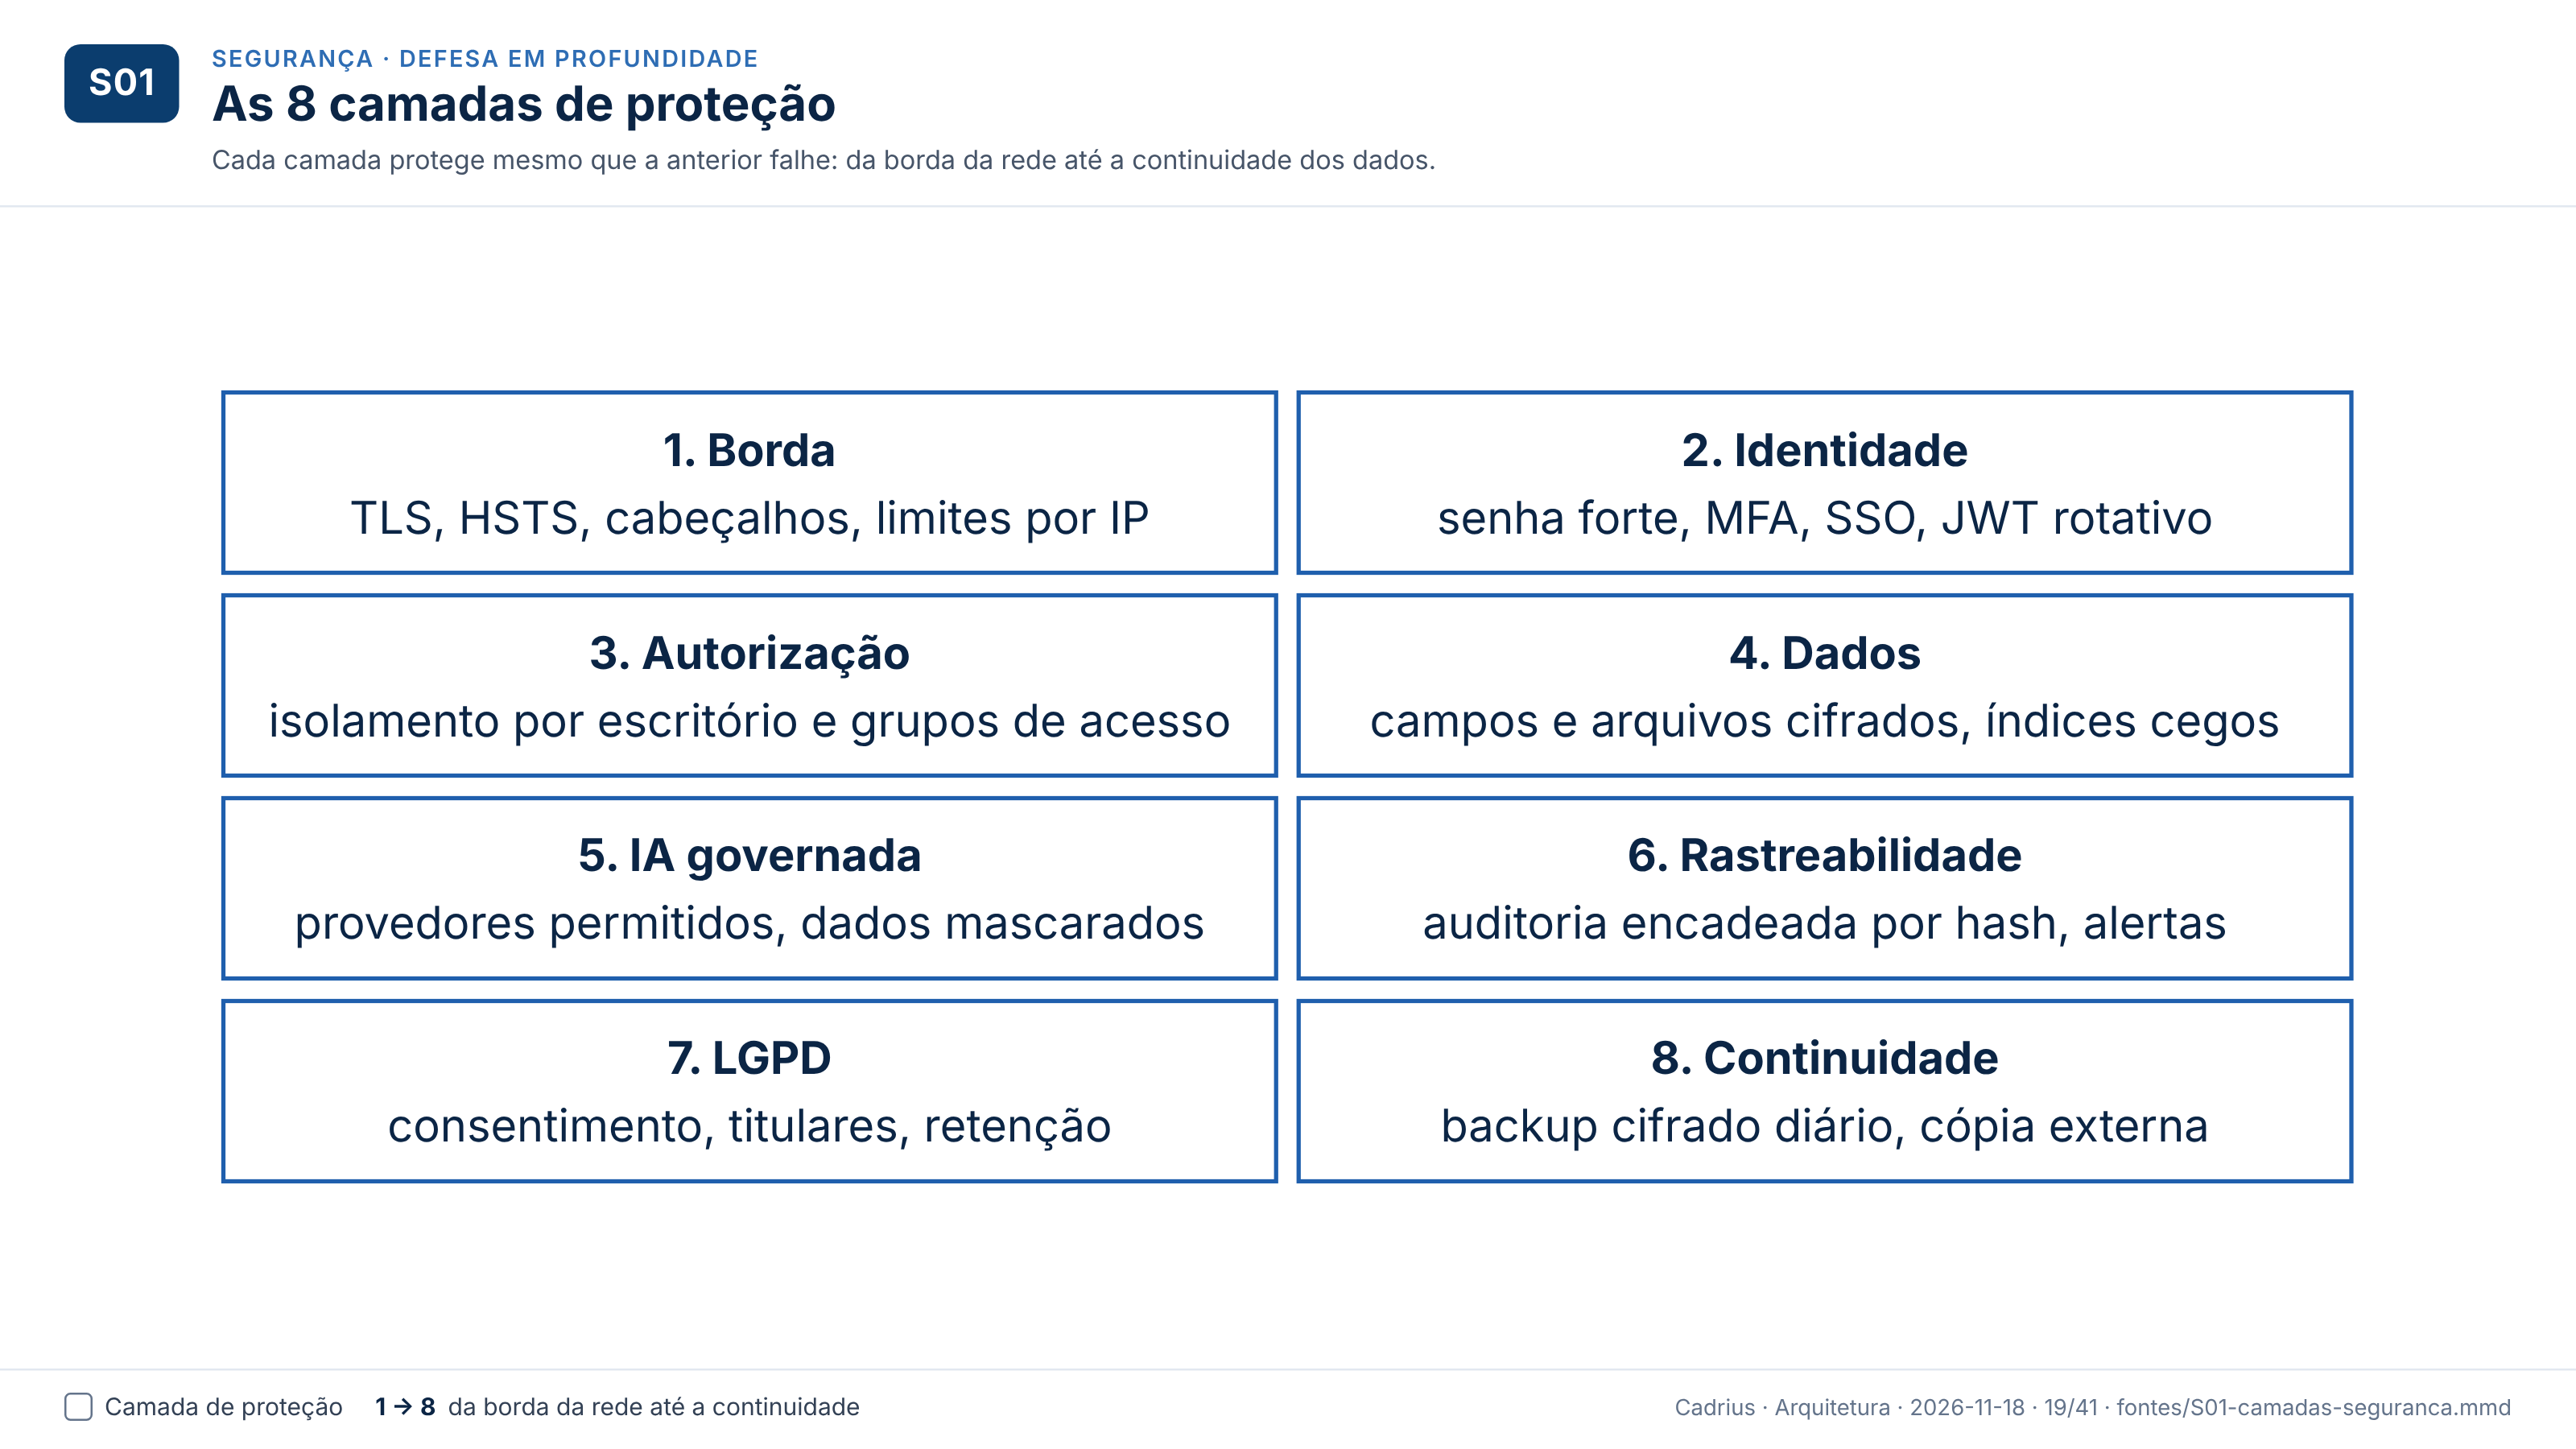 S01
SEGURANÇA · DEFESA EM PROFUNDIDADE
As 8 camadas de proteção
Cada camada protege mesmo que a anterior falhe: da borda da rede até a continuidade dos dados.
1. Borda
TLS, HSTS, cabeçalhos, limites por IP
2. Identidade
senha forte, MFA, SSO, JWT rotativo
3. Autorização
isolamento por escritório e grupos de acesso
4. Dados
campos e arquivos cifrados, índices cegos
5. IA governada
provedores permitidos, dados mascarados
6. Rastreabilidade
auditoria encadeada por hash, alertas
7. LGPD
consentimento, titulares, retenção
8. Continuidade
backup cifrado diário, cópia externa
Camada de proteção 1 → 8 da borda da rede até a continuidade
Cadrius · Arquitetura · 2026-11-18 · 19/41 · fontes/S01-camadas-seguranca.mmd